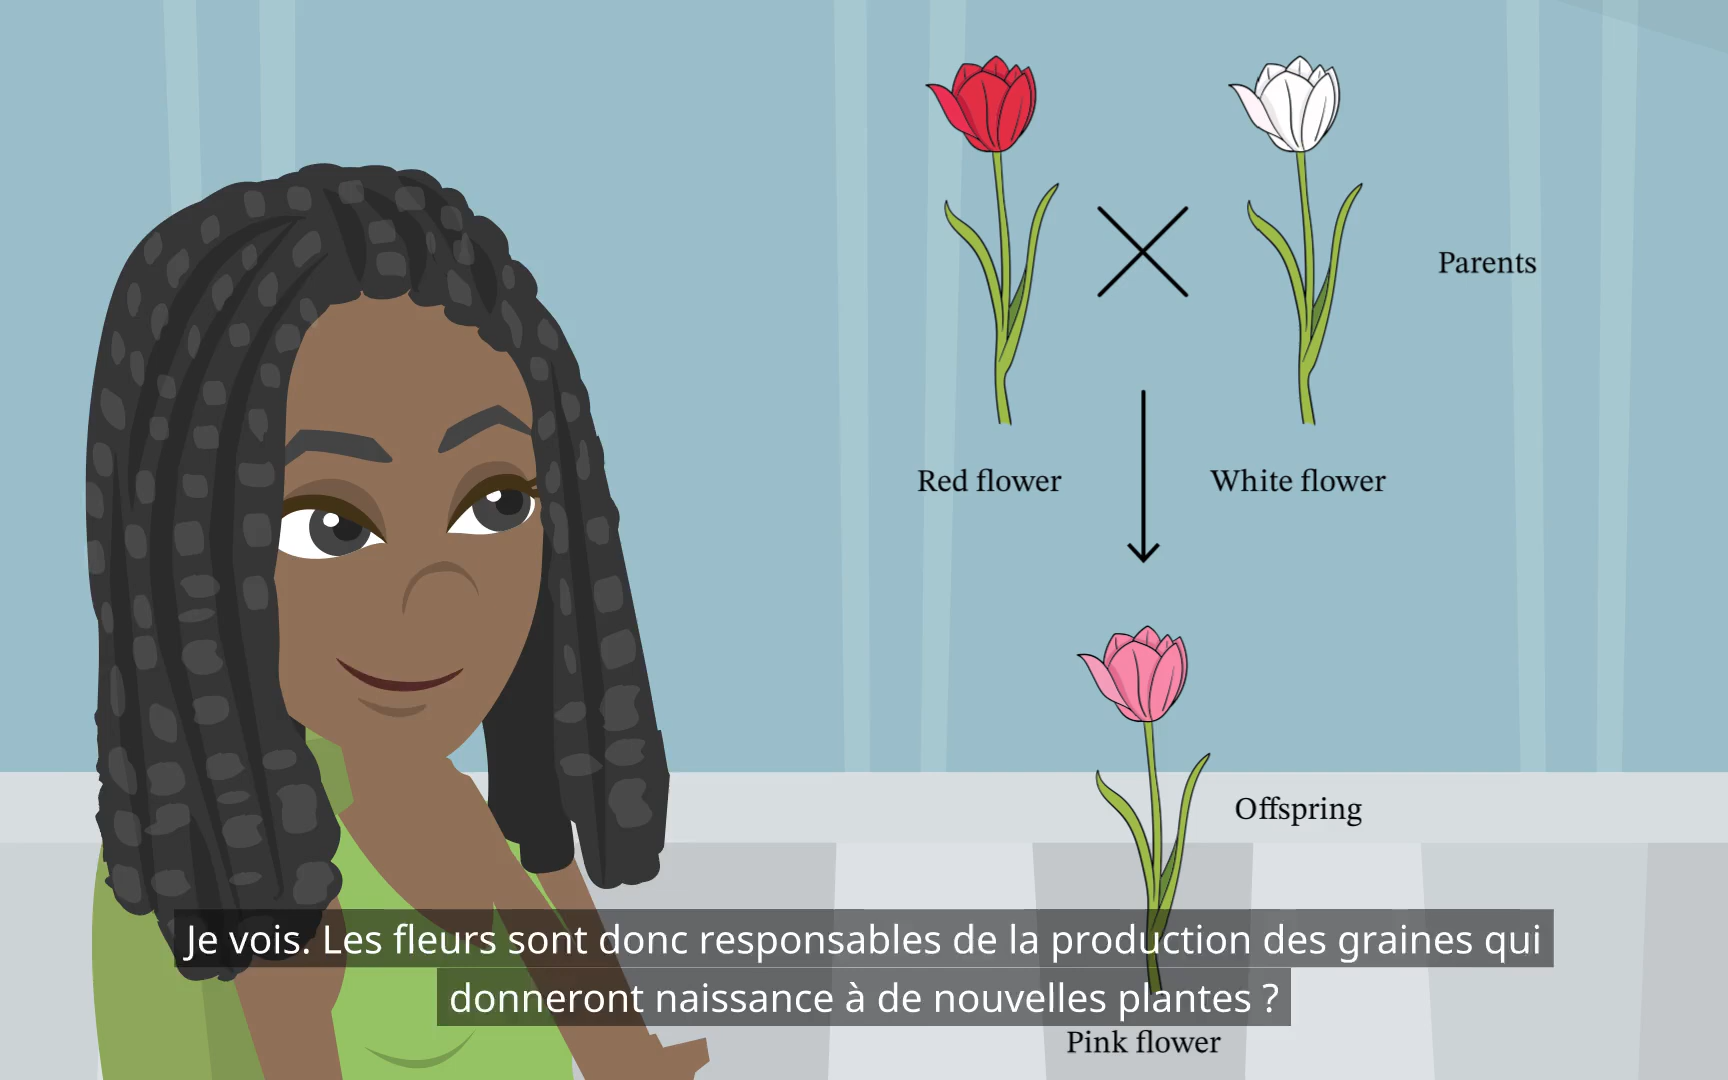 Parents
Red flower
White flower
Offspring
Je vois. Les fleurs sont donc responsables de la production des graines qui
donneront naissance à de nouvelles plantes ?
Pink flower